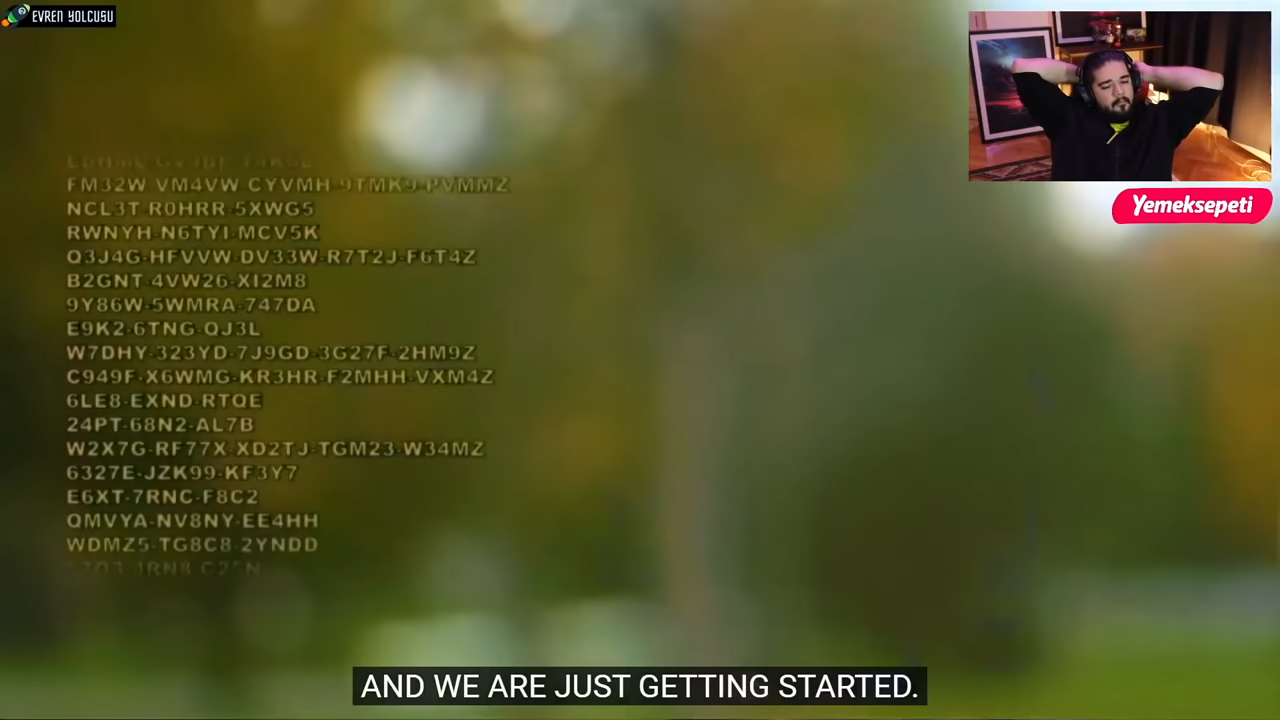 EVREN YOLCUSU
Yemeksepeti
FM32W-VM4VW-CYVMH-9TMK9-PVMMZ
NCL3T-R0HRR-5XWG5
RWNYH-N6TYI-MCV5K
Q3J4G-HFVVW-DV33W-R7T2J-F6T4Z
B2GNT-4VW26-XI2M8
9Y86W-5WMRA-747DA
E9K2-6TNG-QJ3L
W7DHY-323YD-7J9GD-3G27F-2HM9Z
C949F-X6WMG-KR3HR-F2MHH-VXM4Z
6LE8-EXND-RTQE
24PT-68N2-AL7B
W2X7G-RF77X-XD2TJ-TGM23-W34MZ
6327E-JZK99-KF3Y7
E6XT-7RNC-F8C2
QMVYA-NV8NY-EE4HH
WDMZ5-TG8C8-2YNDD
AND WE ARE JUST GETTING STARTED.